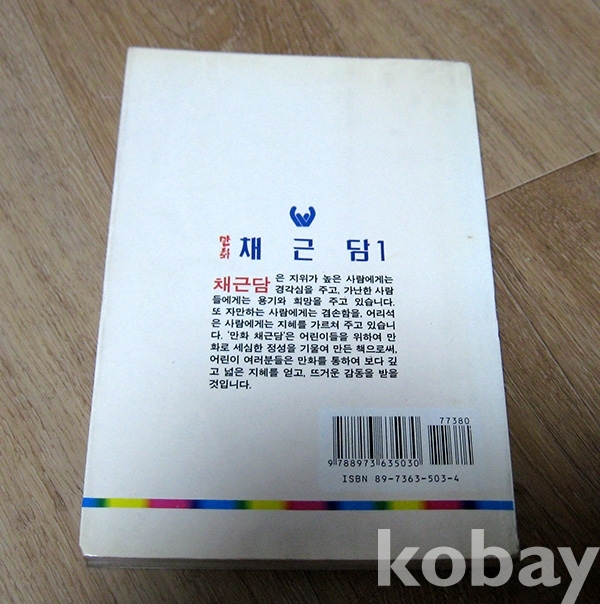 만화 채근담 1
채근담은 지위가 높은 사람에게는
경각심을 주고, 가난한 사람
들에게는 용기와 희망을 주고 있습니다.
또 자만하는 사람에게는 겸손함을, 어리석
은 사람에게는 지혜를 가르쳐 주고 있습니
다. '만화 채근담'은 어린이들을 위하여 만
화로 세심한 정성을 기울여 만든 책으로써,
어린이 여러분들은 만화를 통하여 보다 깊
고 넓은 지혜를 얻고, 뜨거운 감동을 받을
것입니다.
77380
9 788973 635030
ISBN 89-7363-503-4
kobay